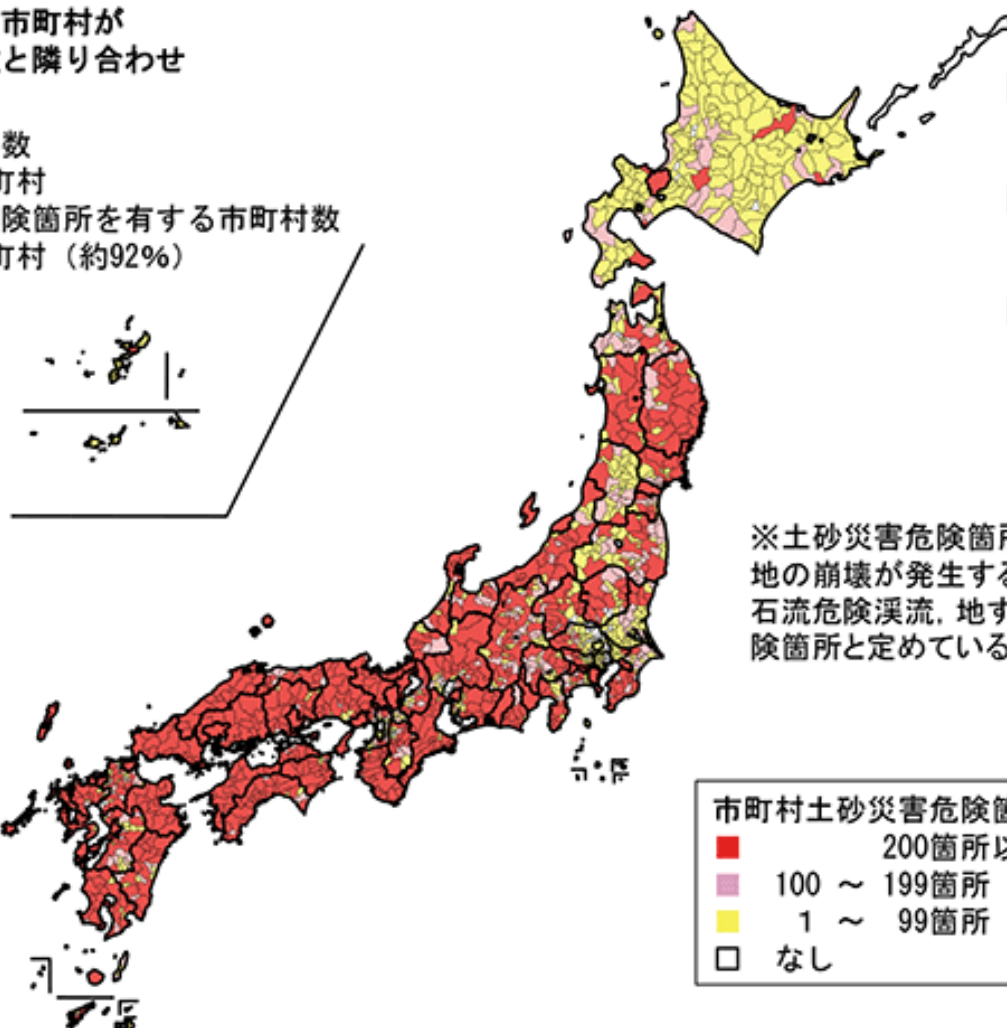 市町村が
と隣り合わせ
数
町村
険箇所を有する市町村数
町村（約92%）
※土砂災害危険箇所
地の崩壊が発生する
石流危険渓流，地す
険箇所と定めている
市町村土砂災害危険箇
200箇所以
100 ～ 199箇所
1 ～ 99箇所
なし